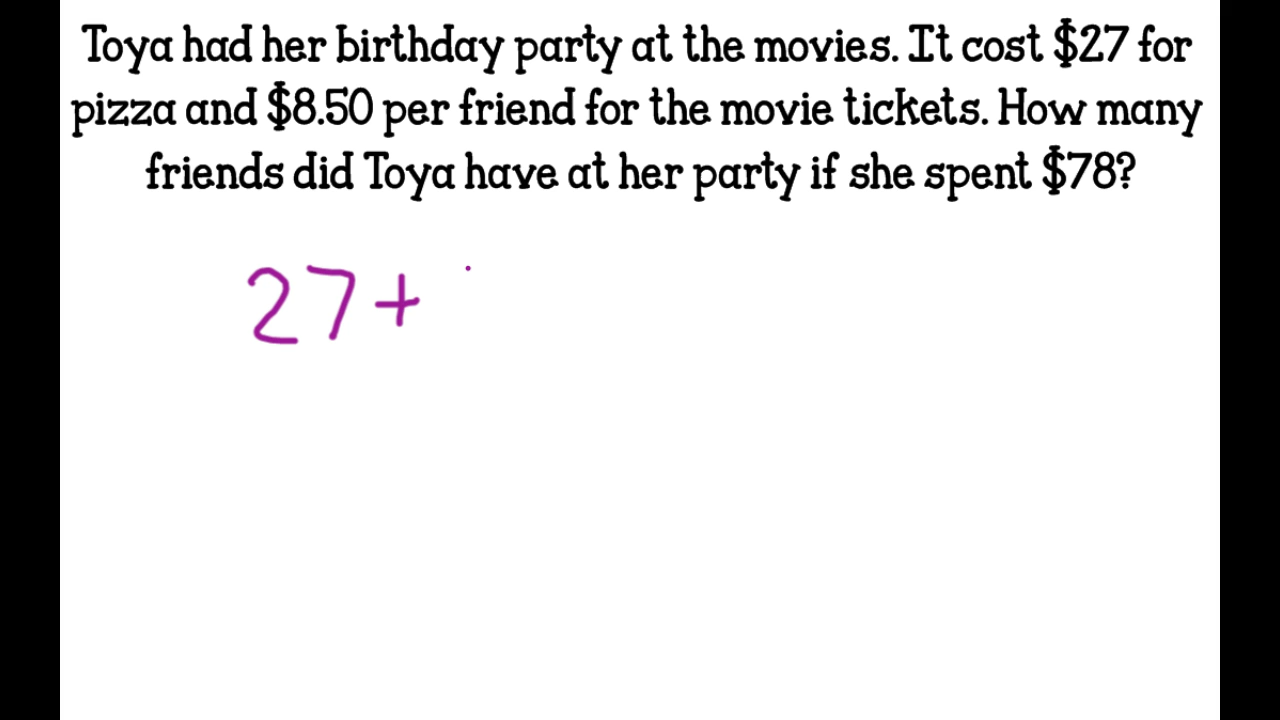 Toya had her birthday party at the movies. It cost $27 for
pizza and $8.50 per friend for the movie tickets. How many
friends did Toya have at her party if she spent $78?
27+